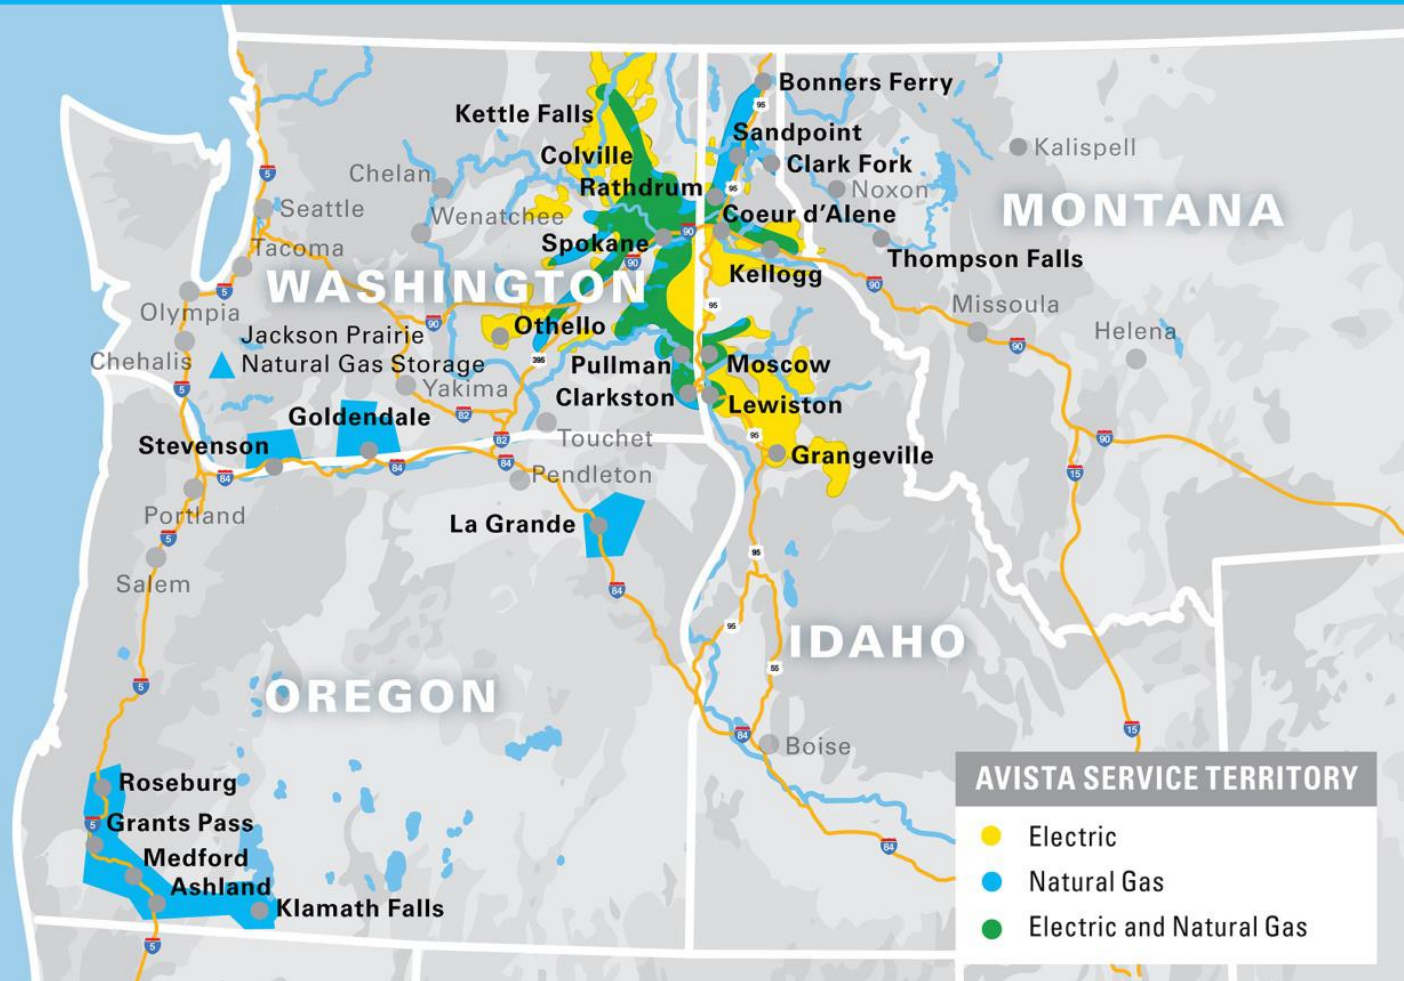 Bonners Ferry
Kettle Falls
95
Sandpoint
Kalispell
Colville
Clark Fork
5
Chelan
Rathdrum
95
Noxon
MONTANA
Seattle
Wenatchee
Coeur d'Alene
Tacoma
Spokane
90
90
Thompson Falls
WASHINGTON
Kellogg
90
5
95
Missoula
Olympia
90
Othello
Helena
Jackson Prairie
Natural Gas Storage
90
Chehalis
395
Pullman
Moscow
5
Yakima
Clarkston
Lewiston
Goldendale
82
95
82
Touchet
90
Stevenson
Grangeville
84
84
84
15
Pendleton
Portland
La Grande
5
95
Salem
84
95
IDAHO
55
5
OREGON
84
15
Boise
Roseburg
AVISTA SERVICE TERRITORY
5
Grants Pass
Electric
84
Medford
Natural Gas
Ashland
Klamath Falls
Electric and Natural Gas
5